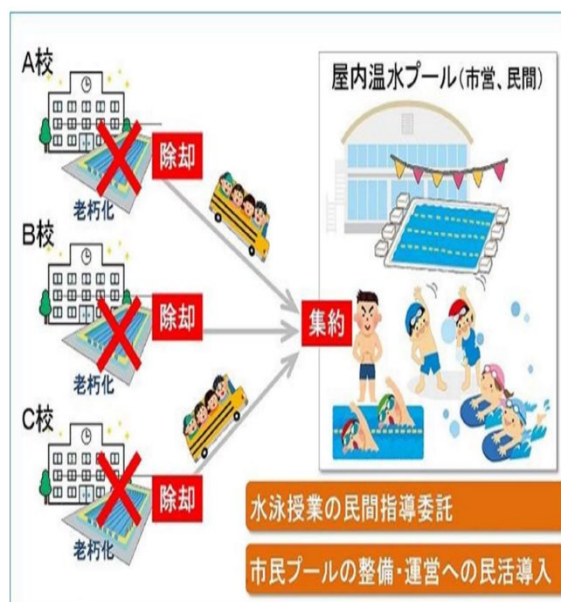 A校
除却
老朽化
B校
除却
老朽化
C校
除却
老朽化
集約
屋内温水プール(市営、民間)
水泳授業の民間指導委託
市民プールの整備・運営への民活導入